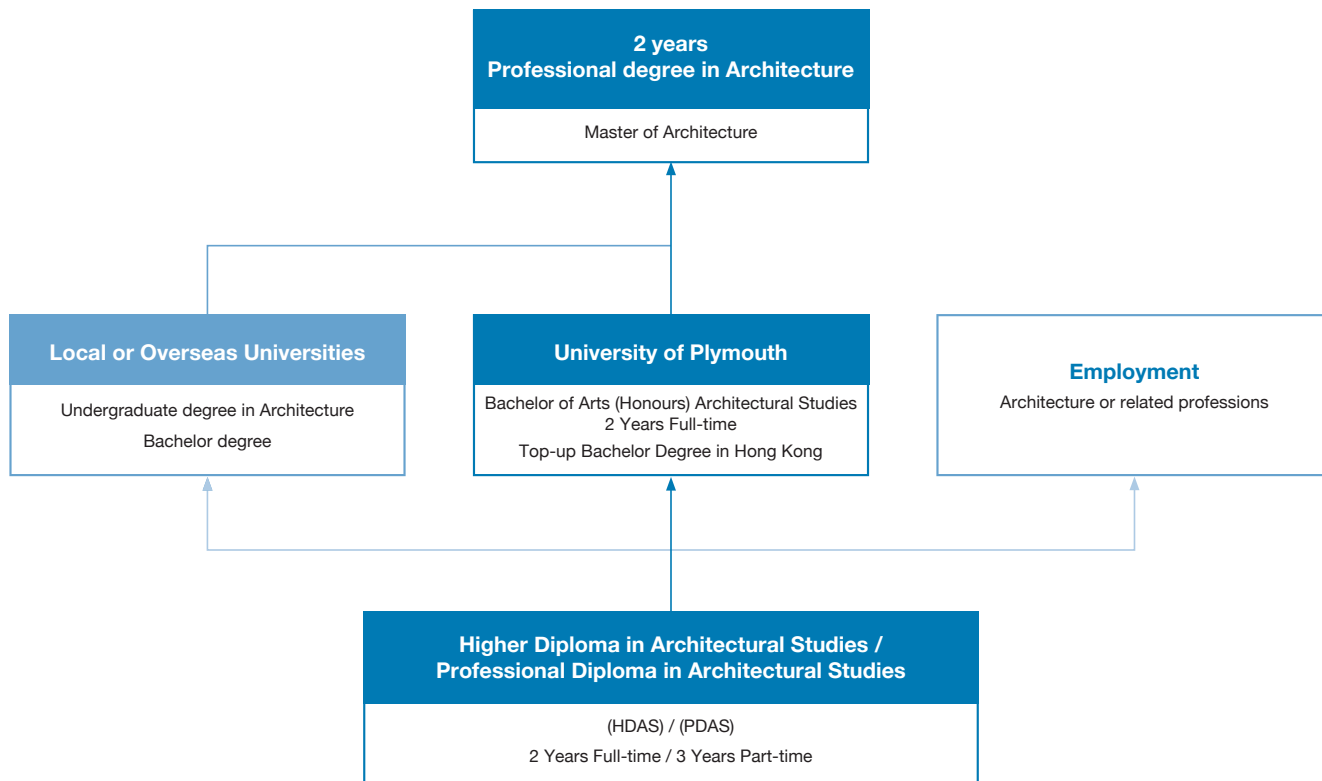 2 years
Professional degree in Architecture
Master of Architecture
Local or Overseas Universities
Undergraduate degree in Architecture
Bachelor degree
University of Plymouth
Bachelor of Arts (Honours) Architectural Studies
2 Years Full-time
Top-up Bachelor Degree in Hong Kong
Employment
Architecture or related professions
Higher Diploma in Architectural Studies /
Professional Diploma in Architectural Studies
(HDAS) / (PDAS)
2 Years Full-time / 3 Years Part-time